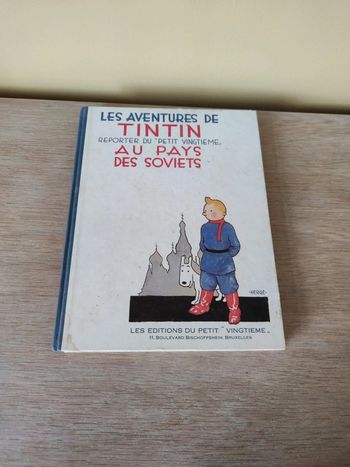 LES AVENTURES DE
TINTIN
REPORTER DU "PETIT VINGTIEME"
AU PAYS
DES SOVIETS
-HERGÉ-
LES EDITIONS DU PETIT "VINGTIEME"
11, BOULEVARD BISCHOFFSHEIM, BRUXELLES